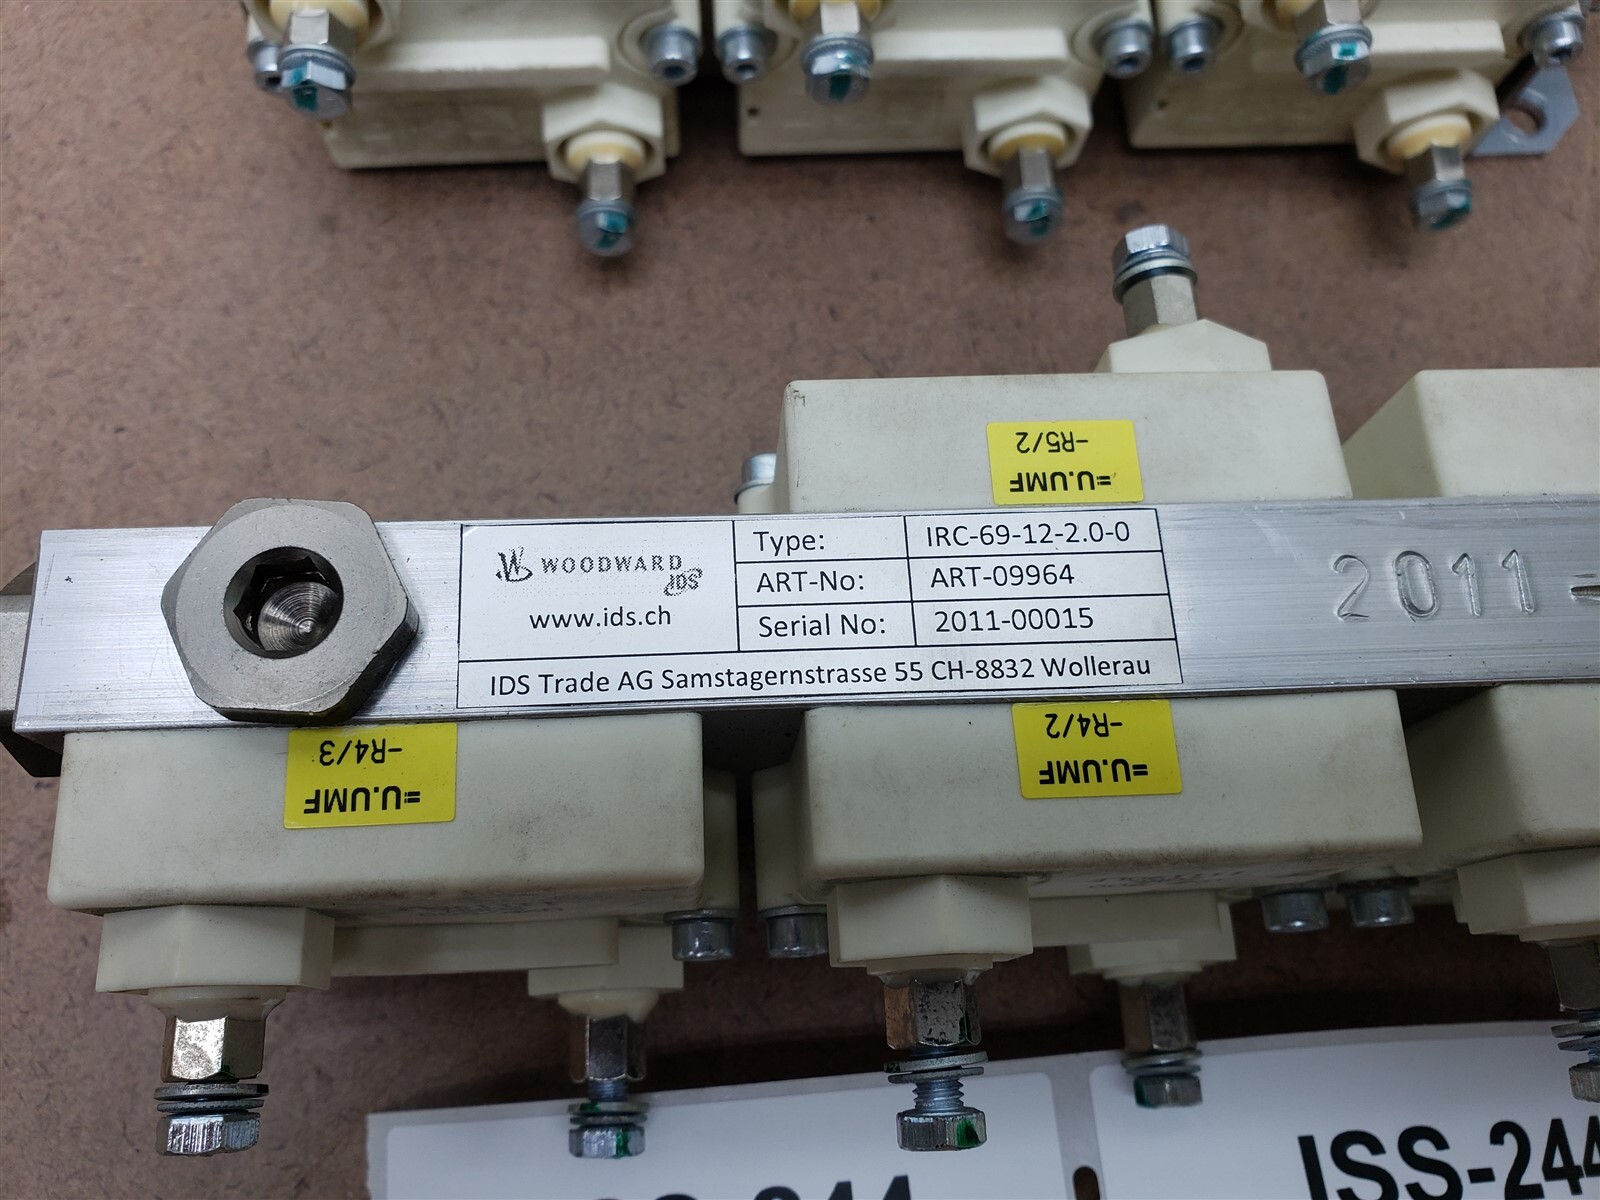 =U.UMF
-R5/2
WOODWARD
IDS
www.ids.ch
Type: IRC-69-12-2.0-0
ART-No: ART-09964
Serial No: 2011-00015
IDS Trade AG Samstagernstrasse 55 CH-8832 Wollerau
2011 -
=U.UMF
-R4/3
=U.UMF
-R4/2
ISS-244